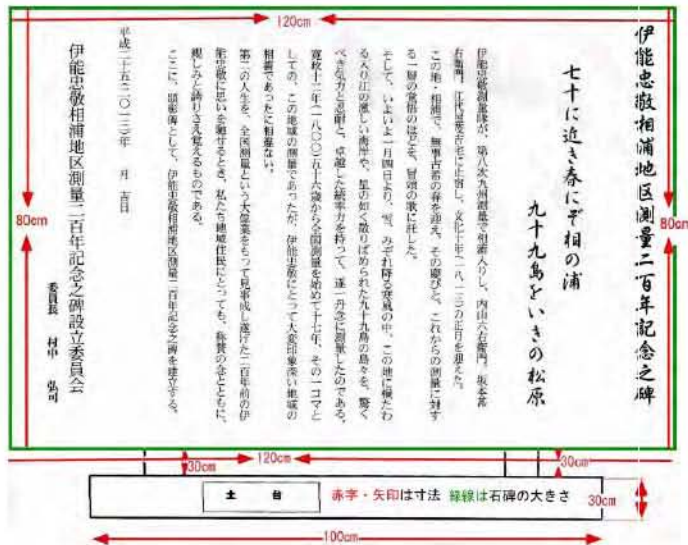 伊能忠敬相浦地区測量二百年記念之碑
七十に近き春にぞ相の浦
九十九島をいきの松原
伊能忠敬測量隊が、第八次九州測量で相浦入りし、内山六右衛門、坂本喜
右衛門、江代屋茂吉宅に止宿し、文化十年(一八一三)の正月を迎えた。
この地・相浦で、無事古希の春を迎え、その慶びと、これからの測量に対す
る一層の覚悟のほどを、冒頭の歌に託した。
そして、いよいよ一月四日より、雪、みぞれ降る寒風の中、この地に横たわ
る入り江の激しい海岸や、星の如く散りばめられた九十九島の島々を、驚く
べき気力と忍耐と、卓越した統率力を持って、逐一丹念に測量したのである。
寛政十二年(一八〇〇)五十六歳から全国測量を始めて十七年、その一コマと
しての、この地域の測量であったが、伊能忠敬にとって大変印象深い地域の
相浦であったに相違ない。
第二の人生を、全国測量という大偉業をもって見事成し遂げた二百年前の伊
能忠敬に思いを馳せるとき、私たち地域住民にとっても、称賛の念とともに、
親しみと誇りさえ覚えるものである。
ここに、顕彰碑として、伊能忠敬相浦地区測量二百年記念之碑を建立する。
平成二十五(二〇一三)年 月 吉日
伊能忠敬相浦地区測量二百年記念之碑設立委員会
委員長 村中 弘司
120cm
80cm
80cm
120cm
30cm
30cm
土 台
赤字・矢印は寸法 緑線は石碑の大きさ
30cm
100cm